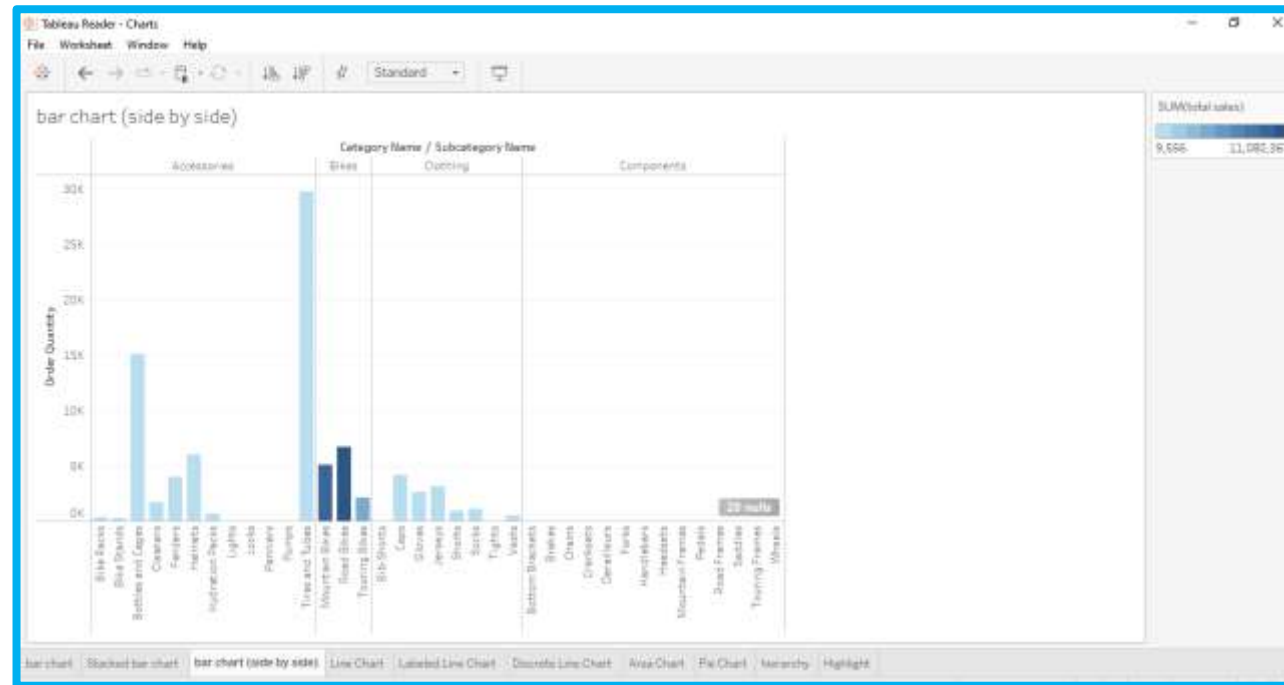 Tableau Reader - Charts
File Worksheet Window Help
Standard
bar chart (side by side)
SUM(total sales)
9,556 11,080,36
Category Name / Subcategory Name
Accessories Bikes Clothing Components
Order Quantity
30K
25K
20K
15K
10K
5K
0K
20 nulls
Bike Racks
Bike Stands
Bottles and Cages
Cleaners
Fenders
Helmets
Hydration Packs
Lights
Locks
Panniers
Pumps
Tires and Tubes
Mountain Bikes
Road Bikes
Touring Bikes
Bib-Shorts
Caps
Gloves
Jerseys
Shorts
Socks
Tights
Vests
Bottom Brackets
Brakes
Chains
Cranksets
Derailleurs
Forks
Handlebars
Headsets
Mountain Frames
Pedals
Road Frames
Saddles
Touring Frames
Wheels
bar chart Stacked bar chart bar chart (side by side) Line Chart Labeled Line Chart Discrete Line Chart Area Chart Pie Chart hierarchy Highlight